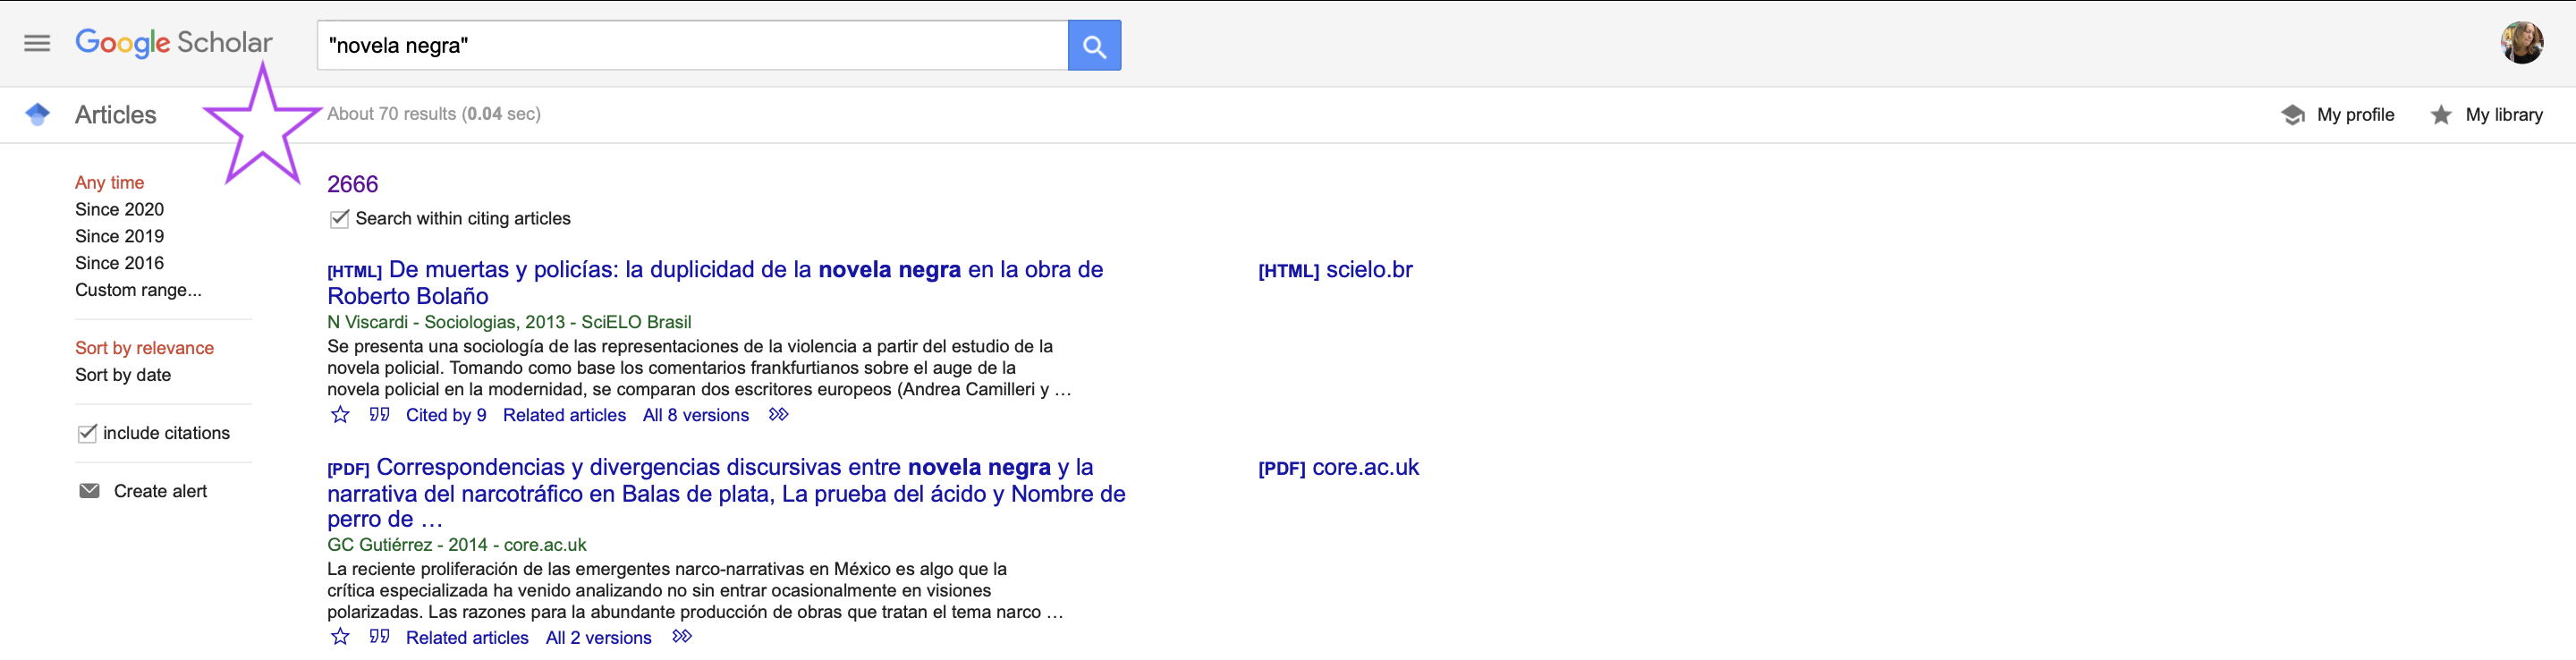 Google Scholar
"novela negra"
Articles
About 70 results (0.04 sec)
My profile
My library
Any time
Since 2020
Since 2019
Since 2016
Custom range...
Sort by relevance
Sort by date
include citations
Create alert
2666
Search within citing articles
[HTML] De muertas y policías: la duplicidad de la novela negra en la obra de
Roberto Bolaño
N Viscardi - Sociologias, 2013 - SciELO Brasil
Se presenta una sociología de las representaciones de la violencia a partir del estudio de la
novela policial. Tomando como base los comentarios frankfurtianos sobre el auge de la
novela policial en la modernidad, se comparan dos escritores europeos (Andrea Camilleri y …
Cited by 9 Related articles All 8 versions
[HTML] scielo.br
[PDF] Correspondencias y divergencias discursivas entre novela negra y la
narrativa del narcotráfico en Balas de plata, La prueba del ácido y Nombre de
perro de …
GC Gutiérrez - 2014 - core.ac.uk
La reciente proliferación de las emergentes narco-narrativas en México es algo que la
crítica especializada ha venido analizando no sin entrar ocasionalmente en visiones
polarizadas. Las razones para la abundante producción de obras que tratan el tema narco …
Related articles All 2 versions
[PDF] core.ac.uk